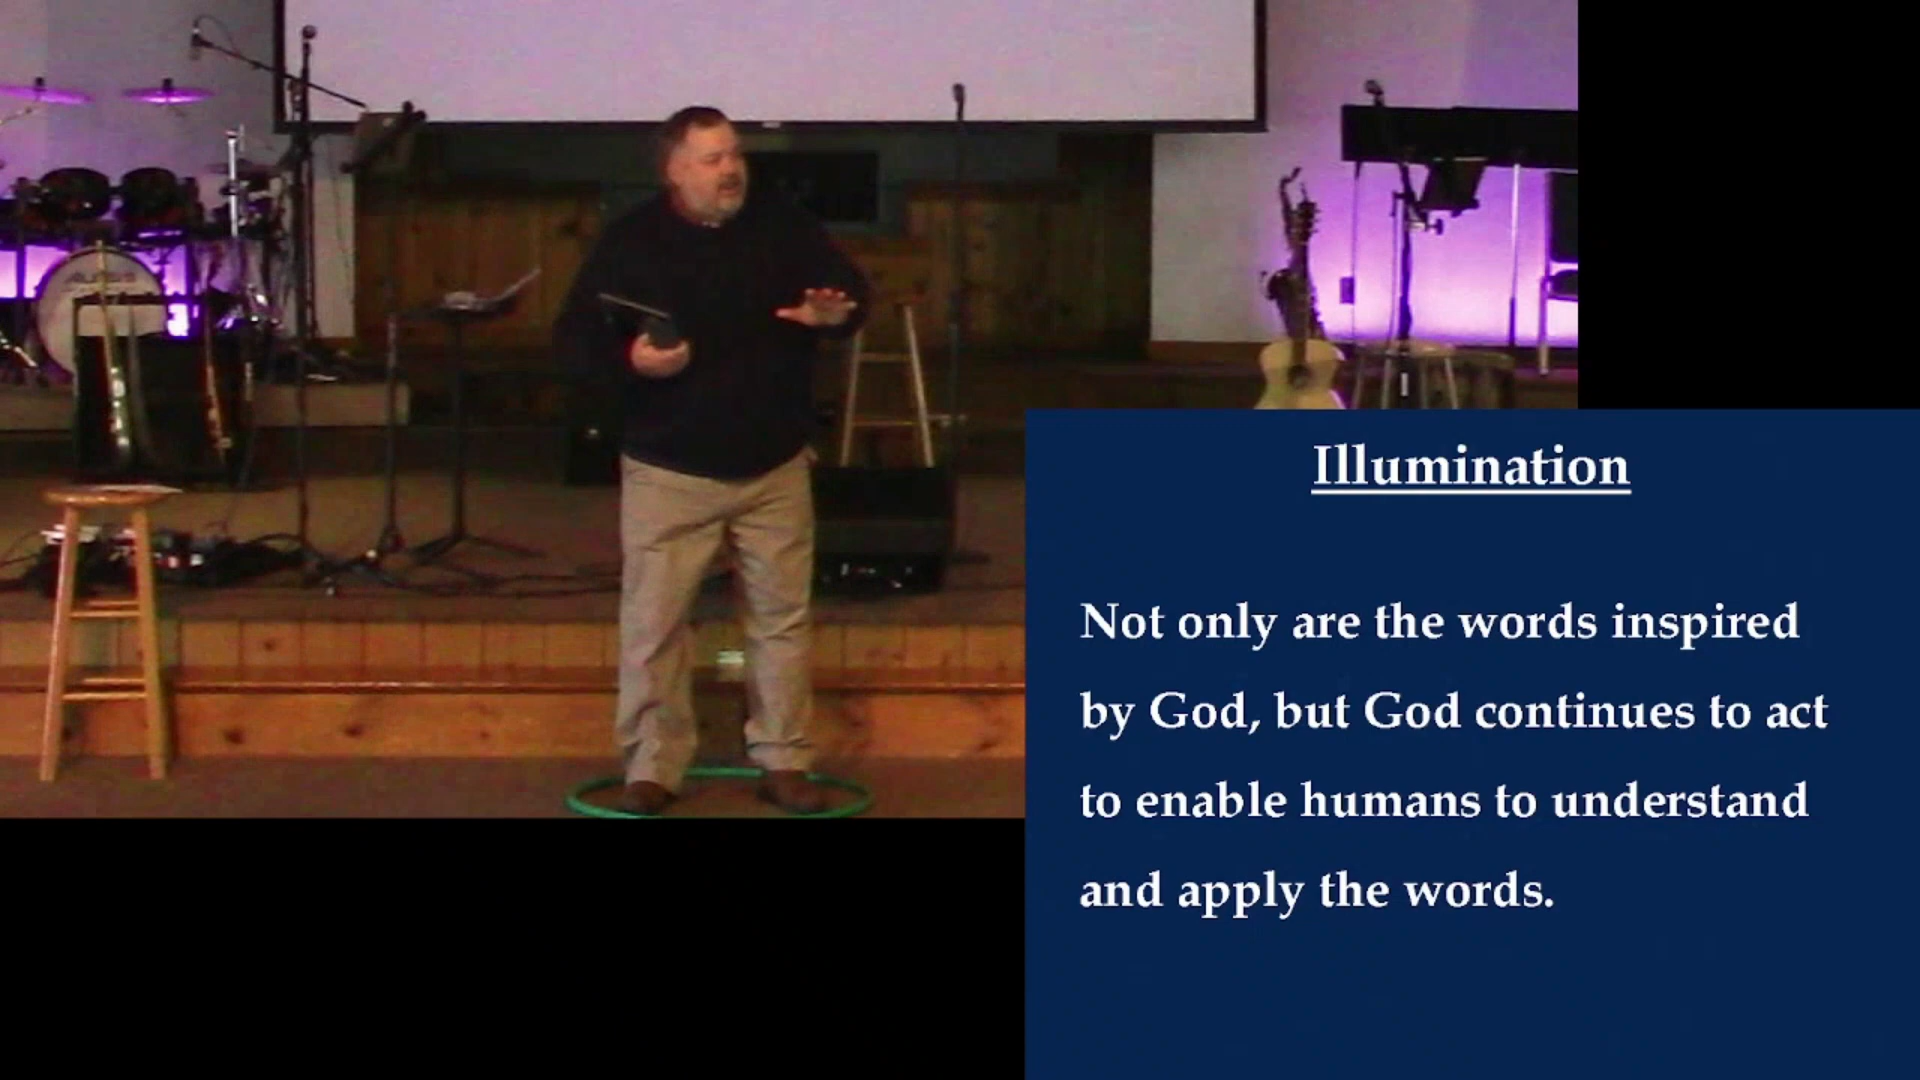 Illumination
Not only are the words inspired
by God, but God continues to act
to enable humans to understand
and apply the words.
ALESIS